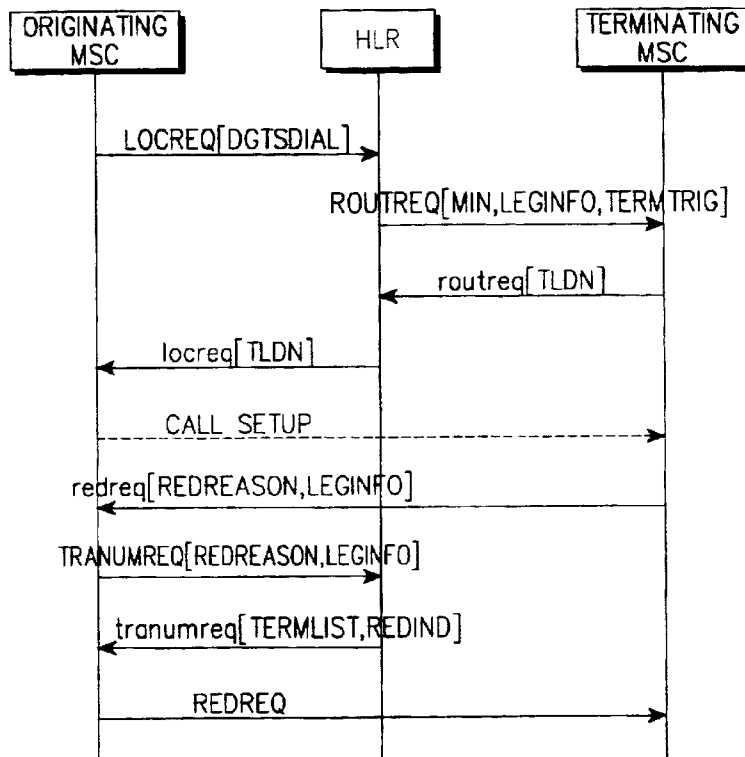 ORIGINATING
MSC
HLR
TERMINATING
MSC
LOCREQ[DGTSDIAL]
ROUTREQ[MIN,LEGINFO,TERMTRIG]
routreq[TLDN]
locreq[TLDN]
CALL SETUP
redreq[REDREASON,LEGINFO]
TRANUMREQ[REDREASON,LEGINFO]
tranumreq[TERMLIST,REDIND]
REDREQ